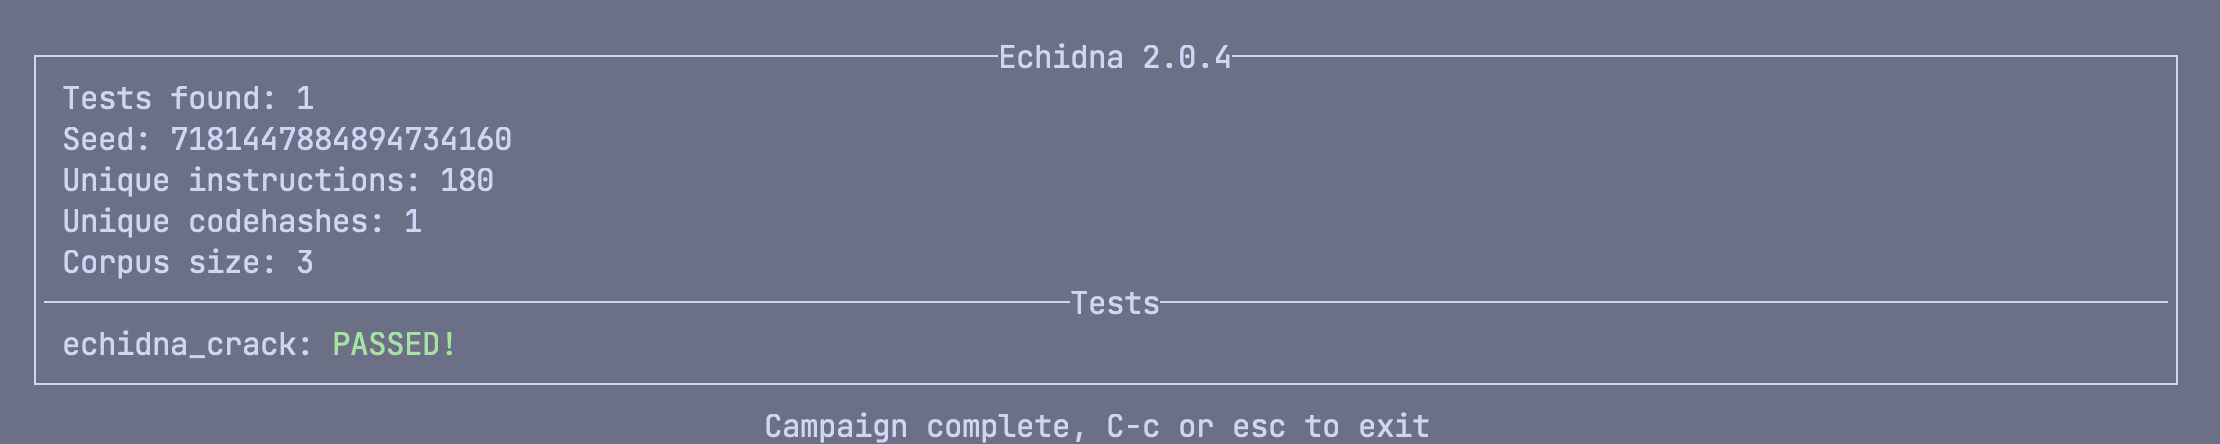 Echidna 2.0.4
Tests found: 1
Seed: 7181447884894734160
Unique instructions: 180
Unique codehashes: 1
Corpus size: 3
Tests
echidna_crack: PASSED!
Campaign complete, C-c or esc to exit